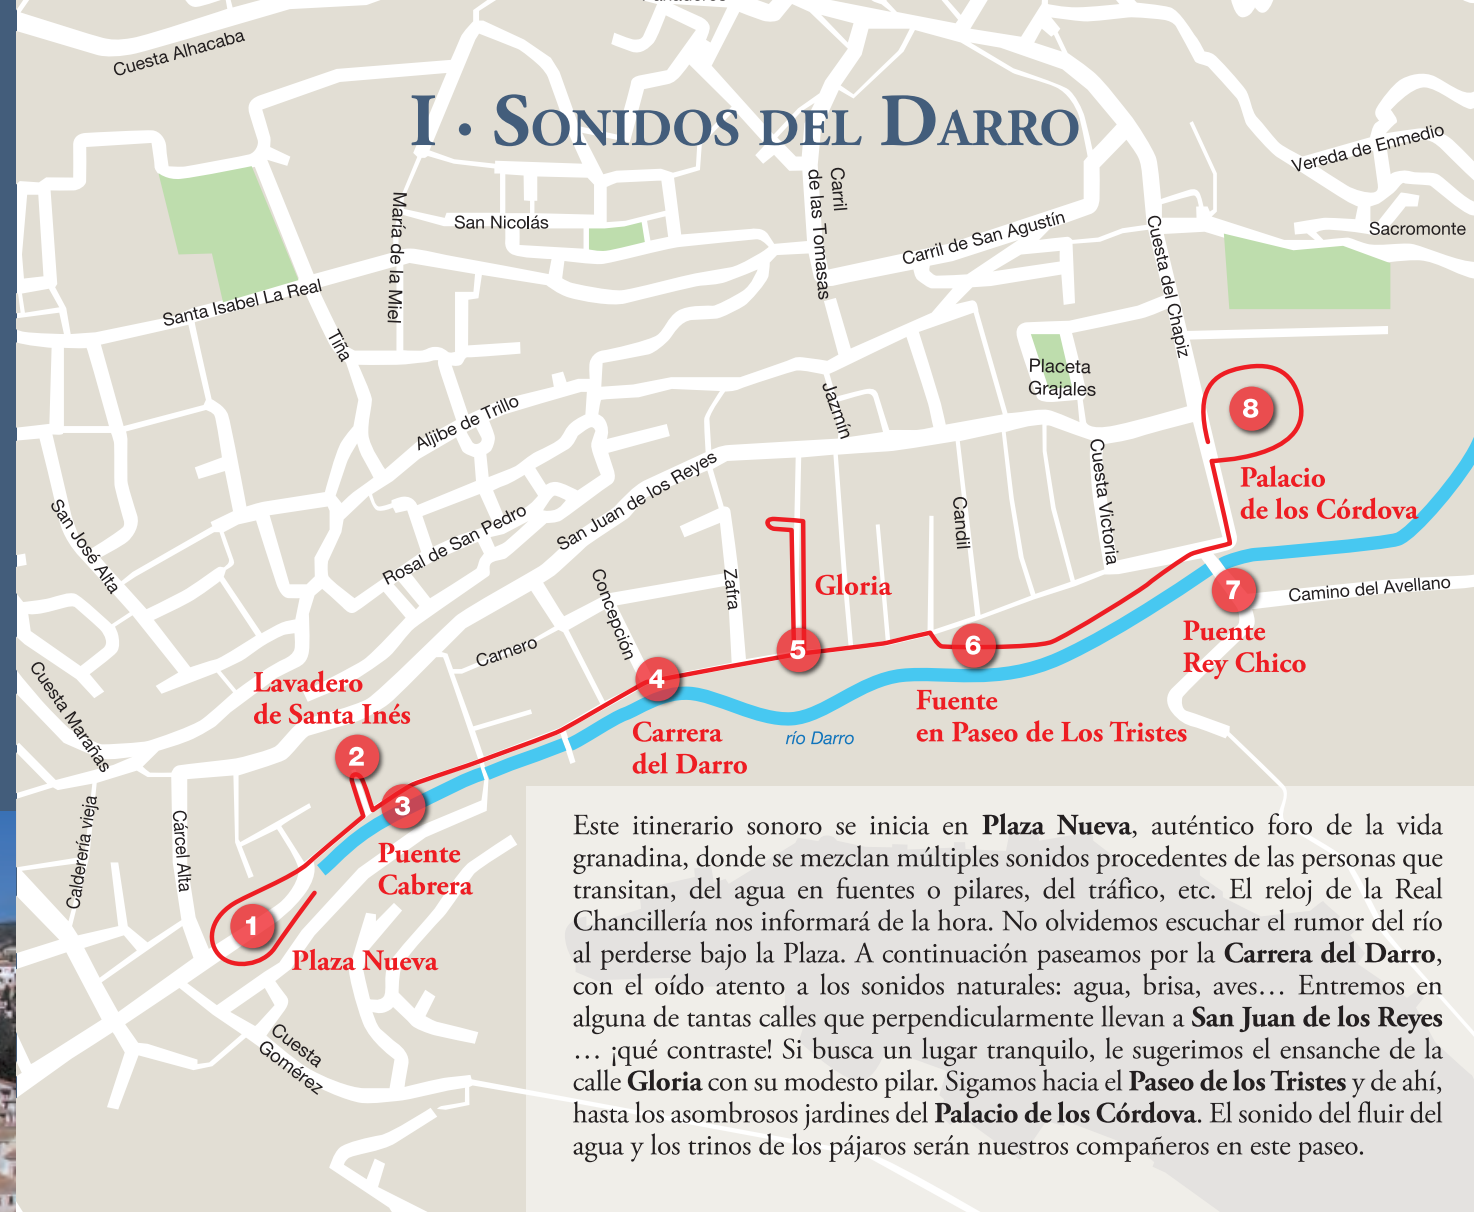 Cuesta Alhacaba
I · Sonidos del Darro
Vereda de Enmedio
Sacromonte
María de la Miel
San Nicolás
Carril
de las Tomasas
Carril de San Agustín
Cuesta del Chapiz
Santa Isabel La Real
Tiña
Placeta
Grajales
Jazmín
Aljibe de Trillo
8
Palacio
de los Córdova
San Juan de los Reyes
Cuesta Victoria
Candil
San José Alta
Rosal de San Pedro
Concepción
Zafra
Gloria
5
6
7
Camino del Avellano
Puente
Rey Chico
Carnero
4
Carrera
del Darro
río Darro
Fuente
en Paseo de Los Tristes
Lavadero
de Santa Inés
2
3
Puente
Cabrera
Cuesta Marañas
Calderería vieja
Cárcel Alta
1
Plaza Nueva
Cuesta
Gomérez
Este itinerario sonoro se inicia en Plaza Nueva, auténtico foro de la vida
granadina, donde se mezclan múltiples sonidos procedentes de las personas que
transitan, del agua en fuentes o pilares, del tráfico, etc. El reloj de la Real
Chancillería nos informará de la hora. No olvidemos escuchar el rumor del río
al perderse bajo la Plaza. A continuación paseamos por la Carrera del Darro,
con el oído atento a los sonidos naturales: agua, brisa, aves… Entremos en
alguna de tantas calles que perpendicularmente llevan a San Juan de los Reyes
… ¡qué contraste! Si busca un lugar tranquilo, le sugerimos el ensanche de la
calle Gloria con su modesto pilar. Sigamos hacia el Paseo de los Tristes y de ahí,
hasta los asombrosos jardines del Palacio de los Córdova. El sonido del fluir del
agua y los trinos de los pájaros serán nuestros compañeros en este paseo.